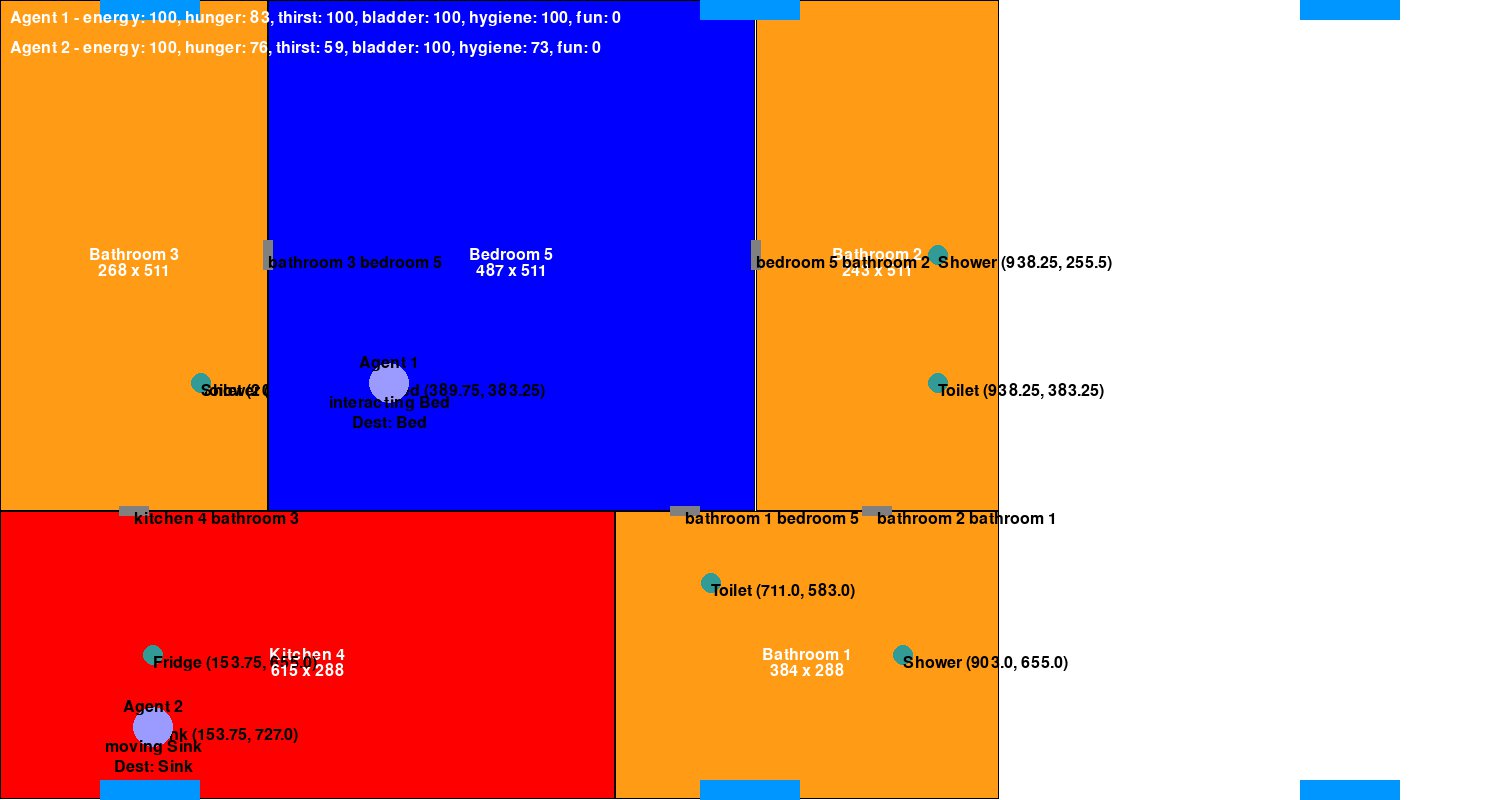 Agent 1 - energy: 100, hunger: 83, thirst: 100, bladder: 100, hygiene: 100, fun: 0
Agent 2 - energy: 100, hunger: 76, thirst: 59, bladder: 100, hygiene: 73, fun: 0
Bathroom 3
268 x 511
bathroom 3 bedroom 5
Bedroom 5
487 x 511
bedroom 5 bathroom 2
Bathroom 2
243 x 511
Shower (938.25, 255.5)
Agent 1
(389.75, 383.25)
interacting Bed
Dest: Bed
Toilet (938.25, 383.25)
kitchen 4 bathroom 3
bathroom 1 bedroom 5
bathroom 2 bathroom 1
Toilet (711.0, 583.0)
Fridge (153.75, 655.0)
Kitchen 4
615 x 288
Bathroom 1
384 x 288
Shower (903.0, 655.0)
Agent 2
(153.75, 727.0)
moving Sink
Dest: Sink